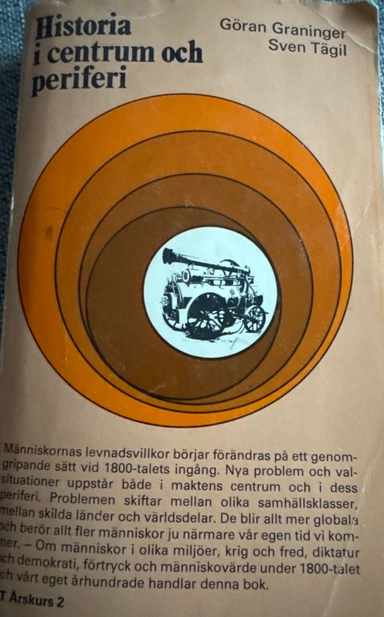 Historia
i centrum och
periferi
Göran Graninger
Sven Tägil
Människornas levnadsvillkor börjar förändras på ett genom-
gripande sätt vid 1800-talets ingång. Nya problem och val-
situationer uppstår både i maktens centrum och i dess
periferi. Problemen skiftar mellan olika samhällsklasser,
mellan skilda länder och världsdelar. De blir allt mer globala
och berör allt fler människor ju närmare vår egen tid vi kom-
mer. – Om människor i olika miljöer, krig och fred, diktatur
och demokrati, förtryck och människovärde under 1800-talet
och vårt eget århundrade handlar denna bok.
T Årskurs 2